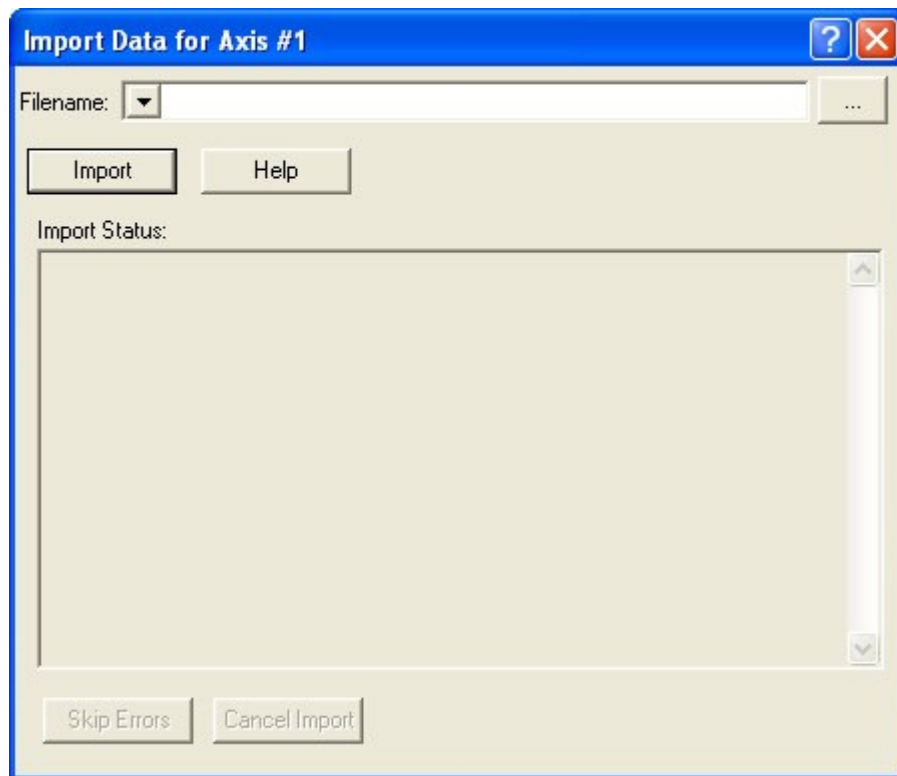 Import Data for Axis #1
?
Filename:
...
Import Help
Import Status:
Skip Errors Cancel Import